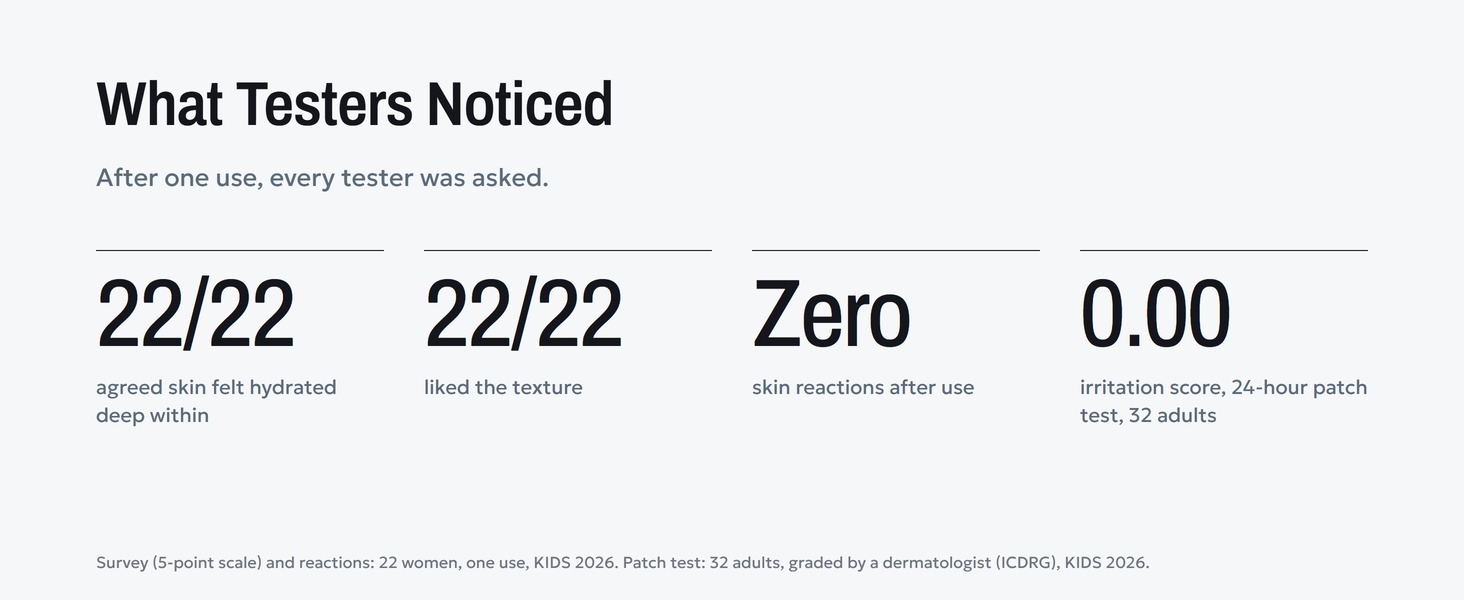 What Testers Noticed
After one use, every tester was asked.
22/22
agreed skin felt hydrated
deep within
22/22
liked the texture
Zero
skin reactions after use
0.00
irritation score, 24-hour patch
test, 32 adults
Survey (5-point scale) and reactions: 22 women, one use, KIDS 2026. Patch test: 32 adults, graded by a dermatologist (ICDRG), KIDS 2026.